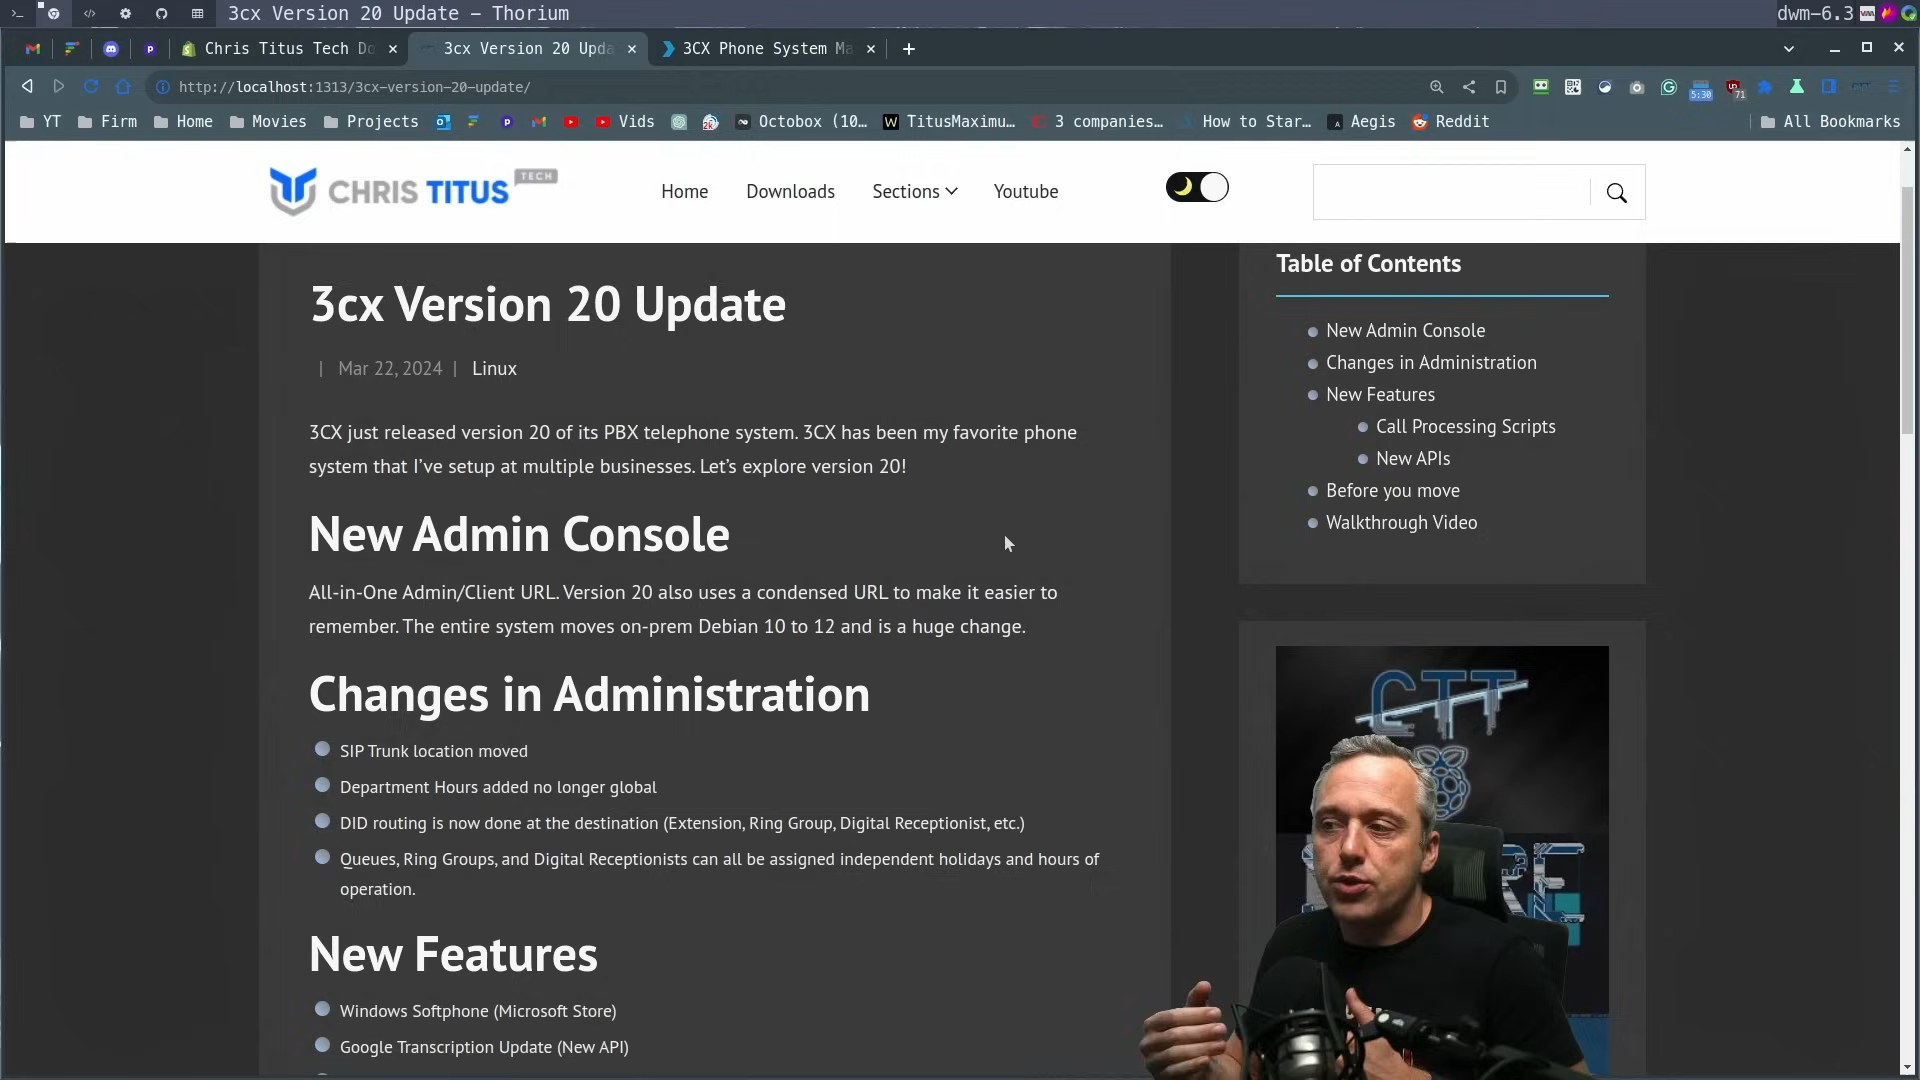 3cx Version 20 Update – Thorium
dwm-6.3
Chris Titus Tech Do
3cx Version 20 Upda
3CX Phone System Ma
http://localhost:1313/3cx-version-20-update/
5:30
71
YT
Firm
Home
Movies
Projects
Vids
Octobox (10…
TitusMaximu…
3 companies…
How to Star…
Aegis
Reddit
All Bookmarks
CHRIS TITUS TECH
Home
Downloads
Sections
Youtube
3cx Version 20 Update
| Mar 22, 2024 | Linux
3CX just released version 20 of its PBX telephone system. 3CX has been my favorite phone
system that I’ve setup at multiple businesses. Let’s explore version 20!
New Admin Console
All-in-One Admin/Client URL. Version 20 also uses a condensed URL to make it easier to
remember. The entire system moves on-prem Debian 10 to 12 and is a huge change.
Changes in Administration
SIP Trunk location moved
Department Hours added no longer global
DID routing is now done at the destination (Extension, Ring Group, Digital Receptionist, etc.)
Queues, Ring Groups, and Digital Receptionists can all be assigned independent holidays and hours of
operation.
New Features
Windows Softphone (Microsoft Store)
Google Transcription Update (New API)
Table of Contents
New Admin Console
Changes in Administration
New Features
Call Processing Scripts
New APIs
Before you move
Walkthrough Video
CTT